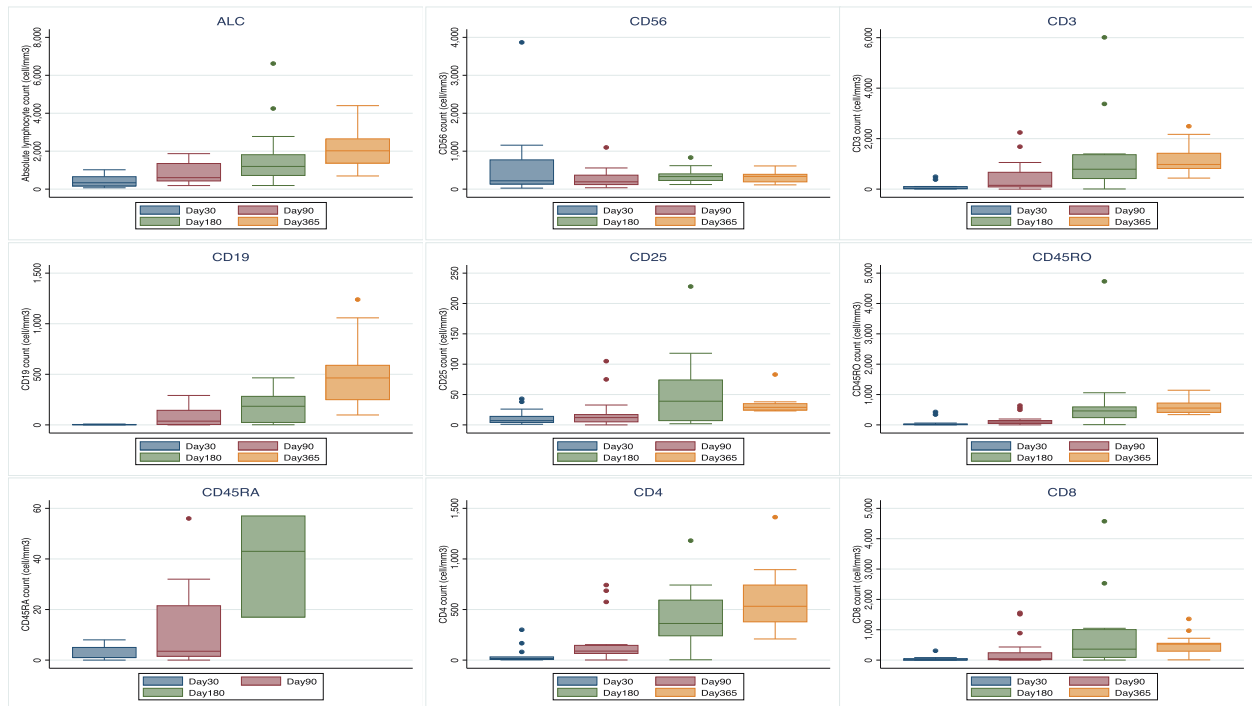 ALC
Absolute lymphocyte count (cell/mm3)
8,000
6,000
4,000
2,000
0
Day30 Day90
Day180 Day365
CD56
CD56 count (cell/mm3)
4,000
3,000
2,000
1,000
0
Day30 Day90
Day180 Day365
CD3
CD3 count (cell/mm3)
6,000
4,000
2,000
0
Day30 Day90
Day180 Day365
CD19
CD19 count (cell/mm3)
1,500
1,000
500
0
Day30 Day90
Day180 Day365
CD25
CD25 count (cell/mm3)
250
200
150
100
50
0
Day30 Day90
Day180 Day365
CD45RO
CD45RO count (cell/mm3)
5,000
4,000
3,000
2,000
1,000
0
Day30 Day90
Day180 Day365
CD45RA
CD45RA count (cell/mm3)
60
40
20
0
Day30 Day90
Day180
CD4
CD4 count (cell/mm3)
1,500
1,000
500
0
Day30 Day90
Day180 Day365
CD8
CD8 count (cell/mm3)
5,000
4,000
3,000
2,000
1,000
0
Day30 Day90
Day180 Day365